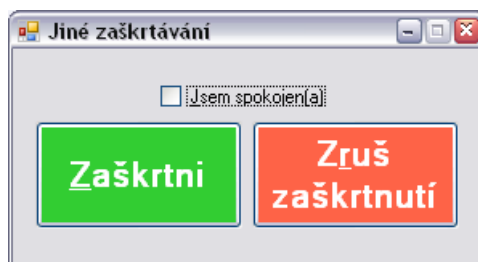 Jiné zaškrtávání
Jsem spokojen(a)
Zaškrtni
Zruš
zaškrtnutí